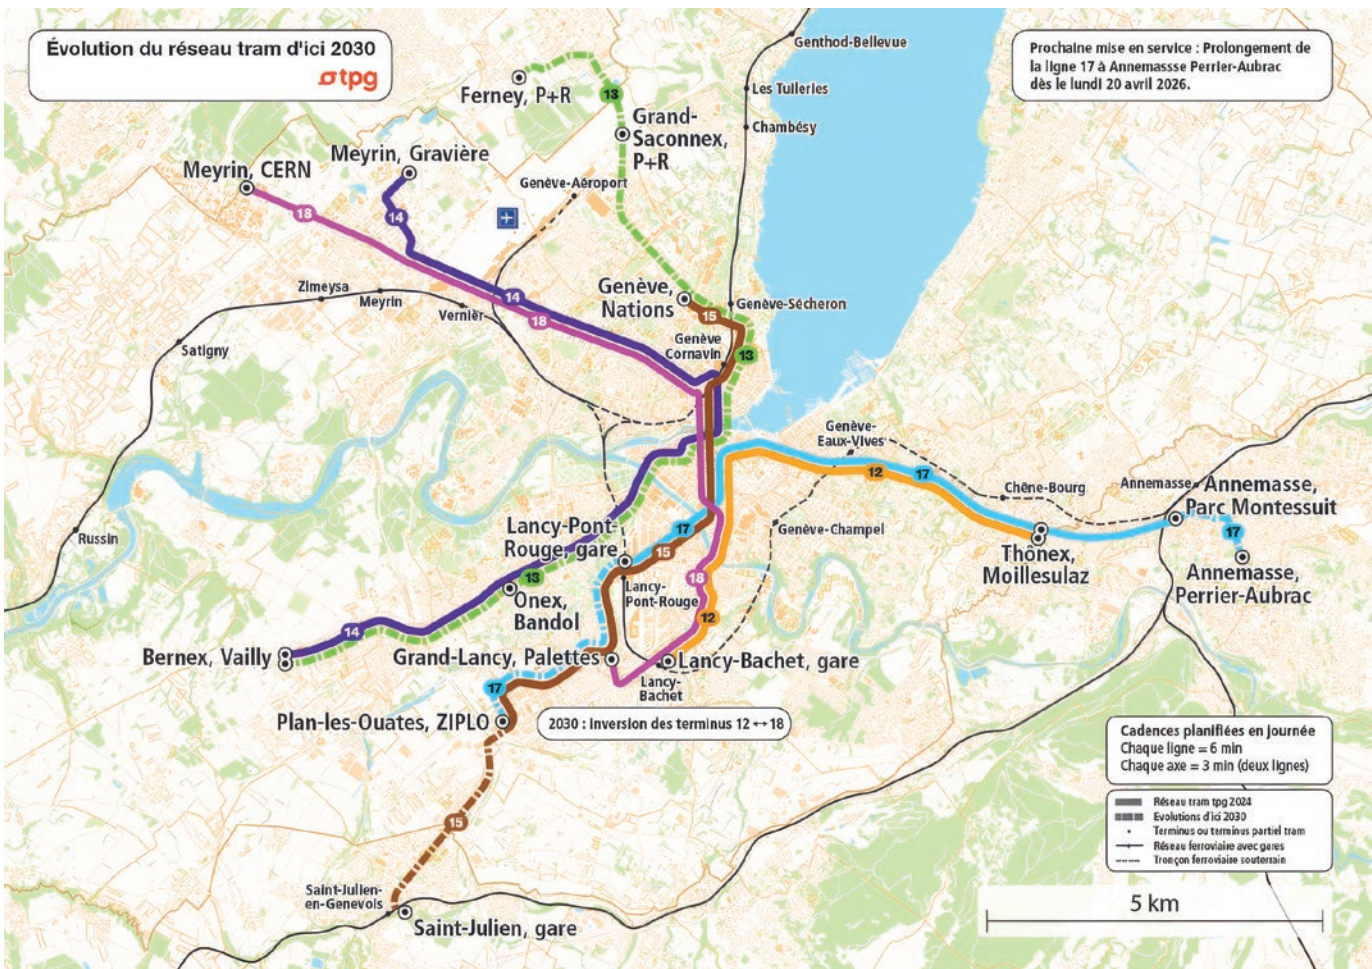 Évolution du réseau tram d'ici 2030
tpg
Prochaine mise en service : Prolongement de
la ligne 17 à Annemassse Perrier-Aubrac
dès le lundi 20 avril 2026.
Genthod-Bellevue
Les Tuileries
Chambésy
Ferney, P+R
13
Grand-
Saconnex,
P+R
Meyrin, CERN
Meyrin, Gravière
Genève-Aéroport
18
14
Zimeysa
Meyrin
Vernier
14
18
Genève,
Nations
15
Genève-Sécheron
Genève
Cornavin
13
Satigny
Russin
Genève-
Eaux-Vives
12
17
Chêne-Bourg
Annemasse
Annemasse,
Parc Montessuit
17
Annemasse,
Perrier-Aubrac
Thônex,
Moillesulaz
Genève-Champel
Lancy-Pont-
Rouge, gare
17
15
Lancy-
Pont-Rouge
18
12
13
Onex,
Bandol
14
Bernex, Vailly
Grand-Lancy, Palettes
Lancy-Bachet, gare
Lancy-
Bachet
17
Plan-les-Ouates, ZIPLO
2030 : Inversion des terminus 12 ↔ 18
15
Saint-Julien-
en-Genevois
Saint-Julien, gare
Cadences planifiées en journée
Chaque ligne = 6 min
Chaque axe = 3 min (deux lignes)
Réseau tram tpg 2024
Evolutions d'ici 2030
Terminus ou terminus partiel tram
Réseau ferroviaire avec gares
Tronçon ferroviaire souterrain
5 km